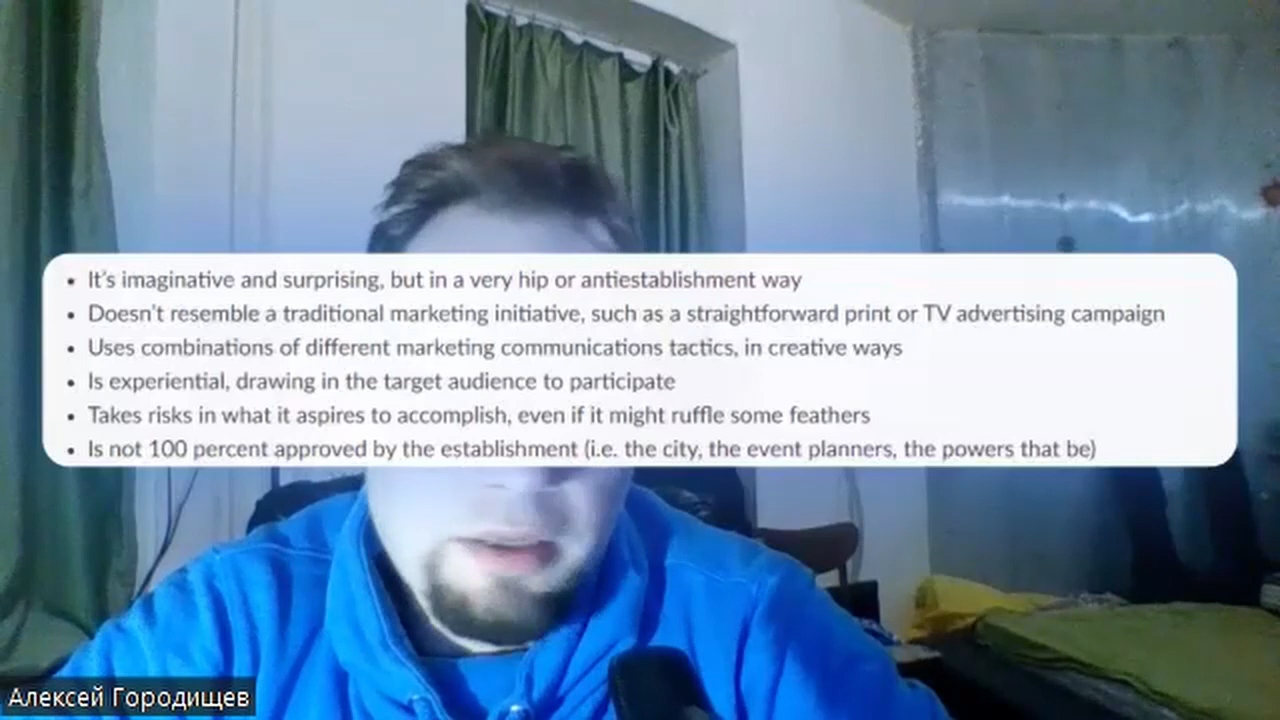 • It’s imaginative and surprising, but in a very hip or antiestablishment way
• Doesn't resemble a traditional marketing initiative, such as a straightforward print or TV advertising campaign
• Uses combinations of different marketing communications tactics, in creative ways
• Is experiential, drawing in the target audience to participate
• Takes risks in what it aspires to accomplish, even if it might ruffle some feathers
• Is not 100 percent approved by the establishment (i.e. the city, the event planners, the powers that be)
Алексей Городищев